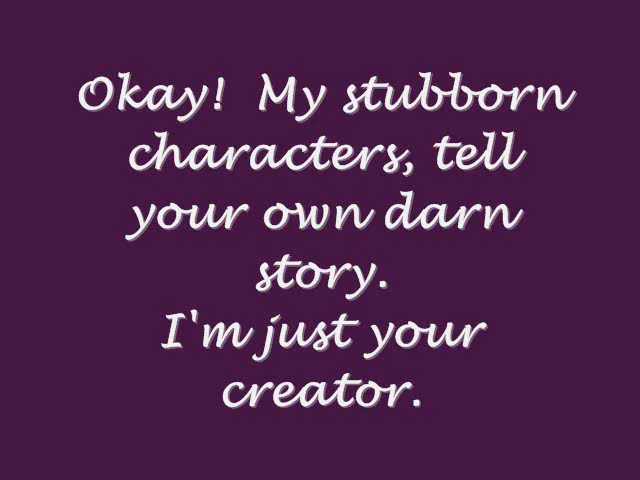 Okay!  My stubborn
characters, tell
your own darn
story.
I'm just your
creator.